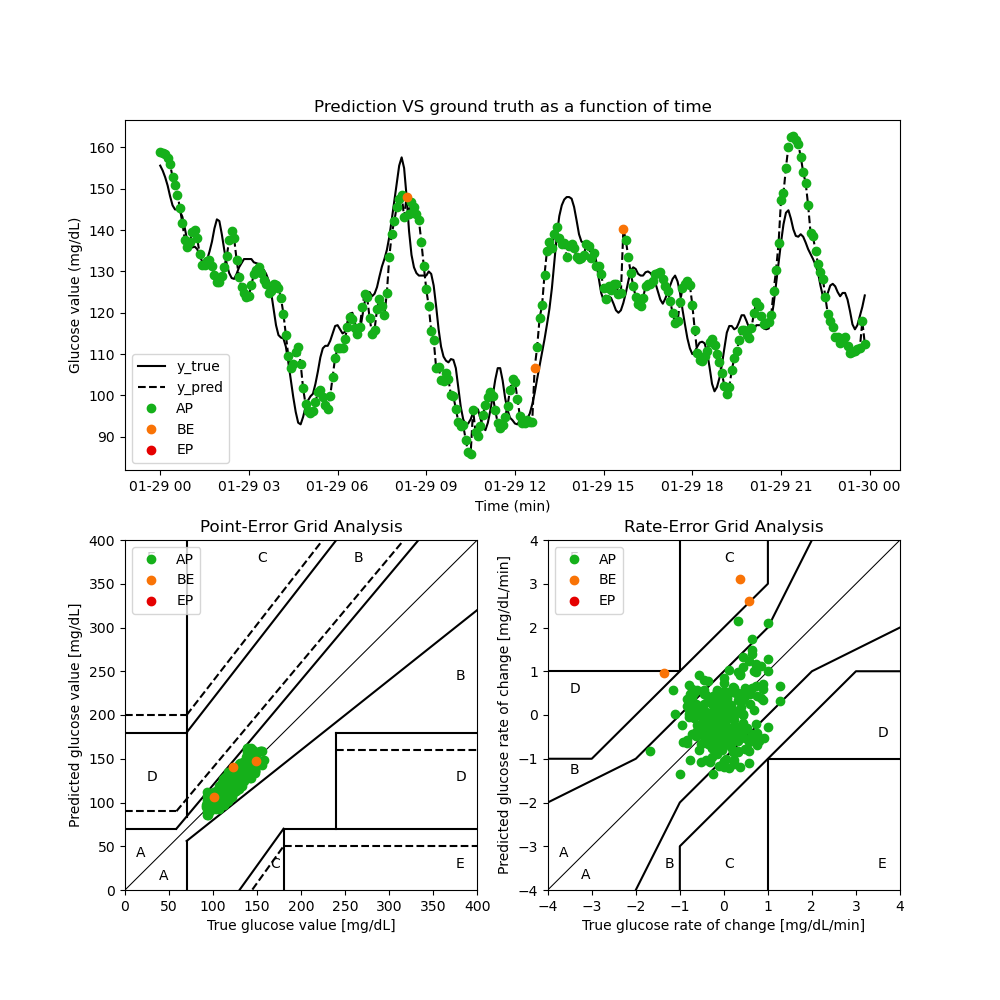 Prediction VS ground truth as a function of time
Glucose value (mg/dL)
160
150
140
130
120
110
100
90
y_true
y_pred
AP
BE
EP
01-29 00 01-29 03 01-29 06 01-29 09 01-29 12 01-29 15 01-29 18 01-29 21 01-30 00
Time (min)
Point-Error Grid Analysis
Predicted glucose value [mg/dL]
400
350
300
250
200
150
100
50
0
AP
BE
EP
C B
B
D D
A
A C E
0 50 100 150 200 250 300 350 400
True glucose value [mg/dL]
Rate-Error Grid Analysis
Predicted glucose rate of change [mg/dL/min]
4
3
2
1
0
−1
−2
−3
−4
AP
BE
EP
C
D
D
B
A
A B C E
−4 −3 −2 −1 0 1 2 3 4
True glucose rate of change [mg/dL/min]